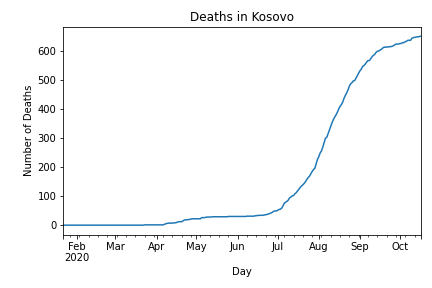 Deaths in Kosovo
Number of Deaths
600
500
400
300
200
100
0
Feb Mar Apr May Jun Jul Aug Sep Oct
2020
Day